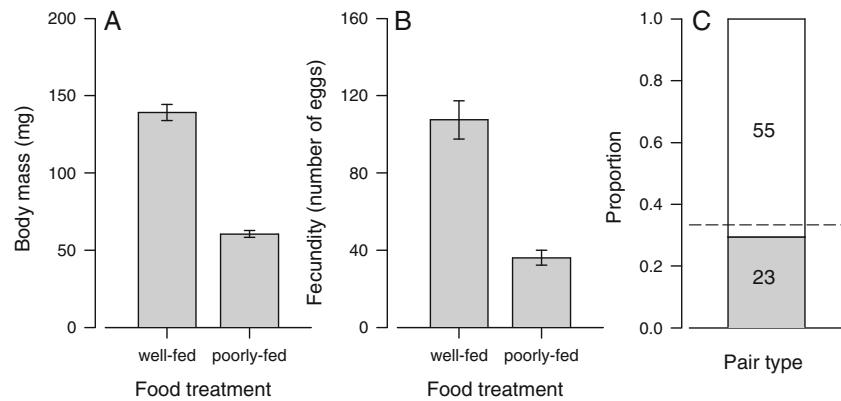 A
Body mass (mg)
200
150
100
50
0
well-fed poorly-fed
Food treatment
B
Fecundity (number of eggs)
160
120
80
40
0
well-fed poorly-fed
Food treatment
C
Proportion
1.0
0.8
0.6
0.4
0.2
0.0
55
23
Pair type